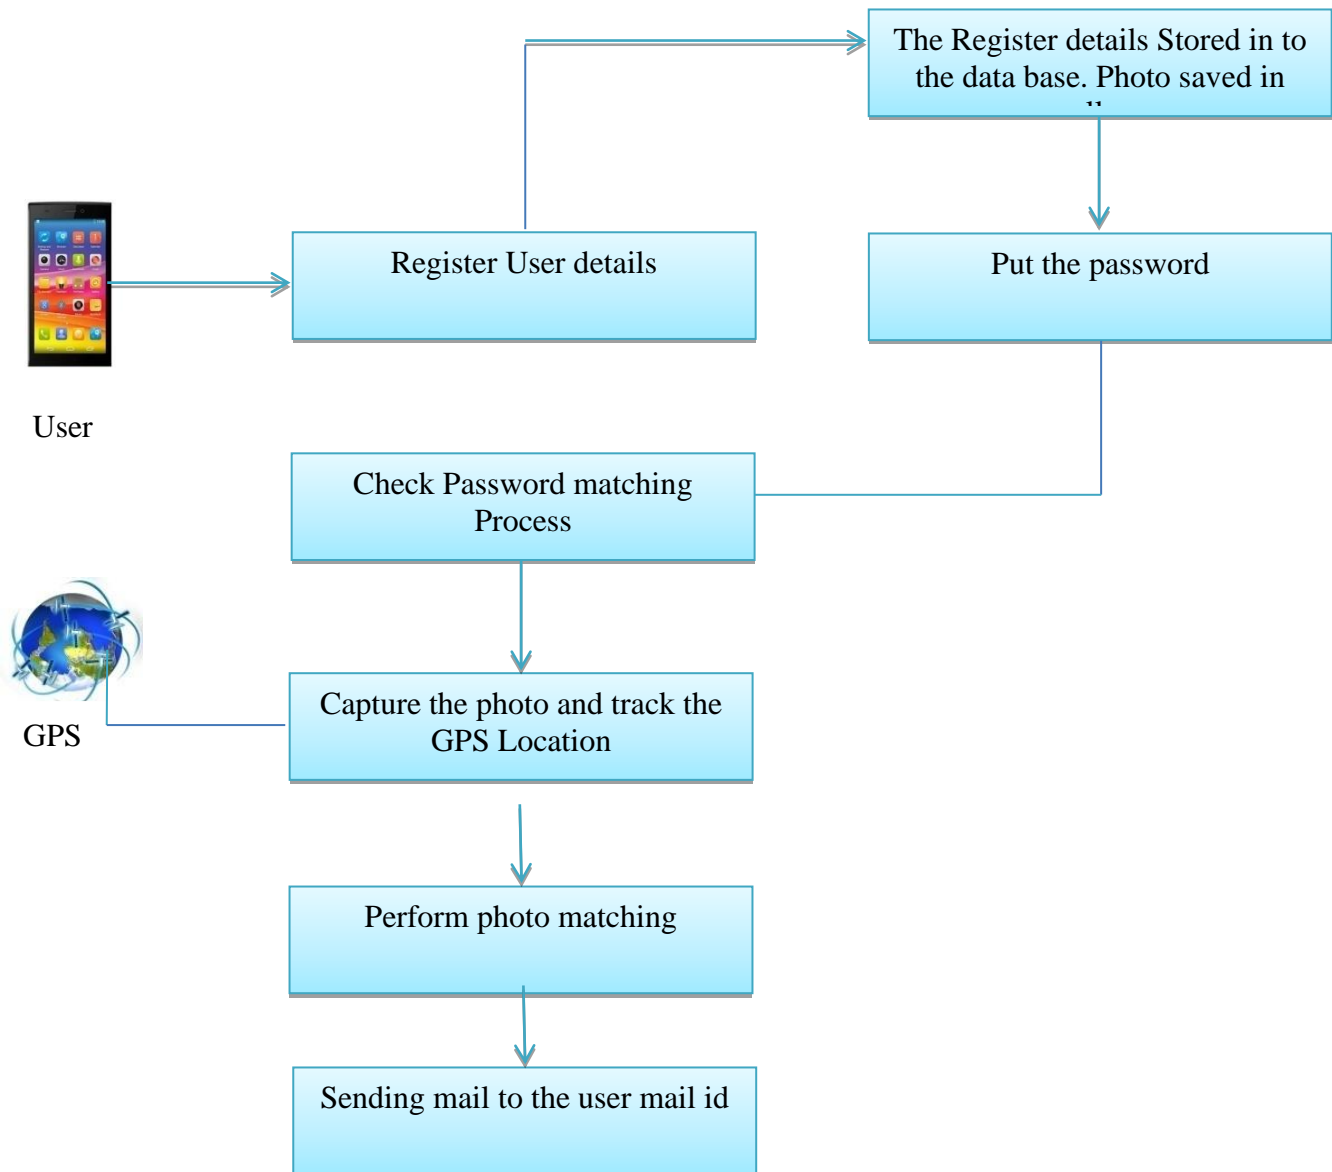 The Register details Stored in to
the data base. Photo saved in
Register User details
Put the password
User
Check Password matching
Process
GPS
Capture the photo and track the
GPS Location
Perform photo matching
Sending mail to the user mail id